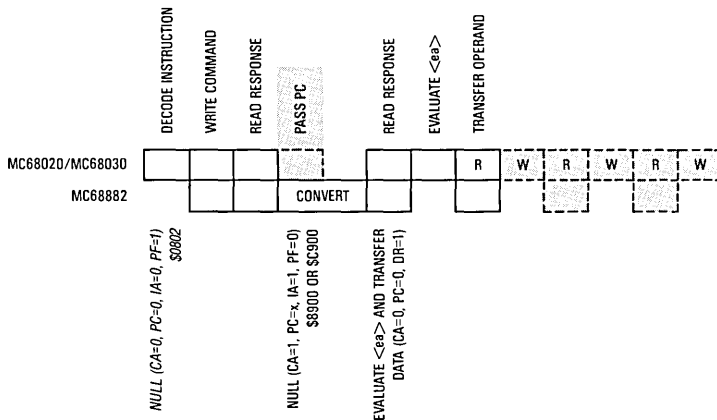 DECODE INSTRUCTION
WRITE COMMAND
READ RESPONSE
PASS PC
READ RESPONSE
EVALUATE <ea>
TRANSFER OPERAND
MC68020/MC68030
R
W
R
W
R
W
MC68882
CONVERT
NULL (CA=0, PC=0, IA=0, PF=1)
$0802
NULL (CA=1, PC=x, IA=1, PF=0)
$8900 OR $C900
EVALUATE <ea> AND TRANSFER
DATA (CA=0, PC=0, DR=1)